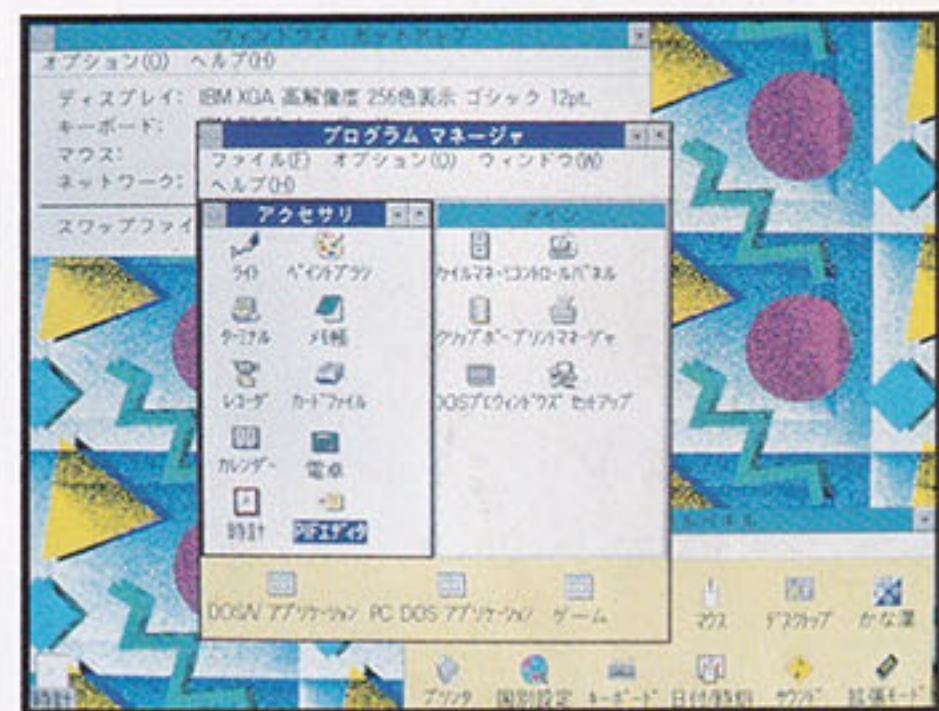 ウィンドウズ セットアップ
オプション(O) ヘルプ(H)
ディスプレイ: IBM XGA 高解像度 256色表示 ゴシック 12pt.
キーボード:
マウス:
ネットワーク:
スワップファイ
プログラム マネージャ
ファイル(F) オプション(O) ウィンドウ(W)
ヘルプ(H)
アクセサリ
ライト ペイントブラシ
ターミナル メモ帳
レコーダ カードファイル
カレンダー 電卓
時計 PIFエディタ
メイン
ファイルマネー コントロールパネル
クリップボー プリントマネージャ
DOSプロ ウィンドウズ セットアップ
DOS/V アプリケーション PC DOS アプリケーション ゲーム
ルパネル
マウス デスクトップ かな漢
プリンタ 国別設定 キーボード 日付/時刻 サウンド 拡張モード
時計